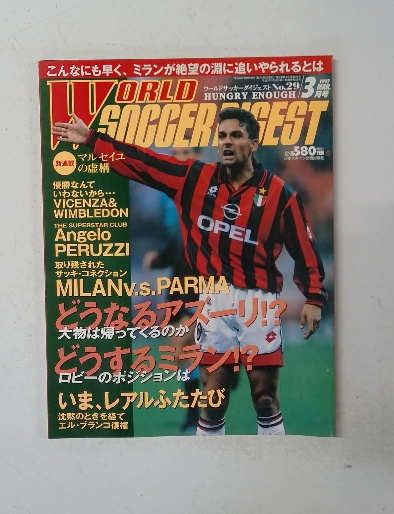 こんなにも早く、ミランが絶望の淵に追いやられるとは
WORLD
ワールドサッカーダイジェスト No.29
HUNGRY ENOUGH!
1997
MAR.
3
月号
SOCCER DIGEST
580
新連載
マルセイユ
の虚構
優勝なんて
いわないから…
VICENZA&
WIMBLEDON
THE SUPERSTAR CLUB
Angelo
PERUZZI
取り残された
サッキ・コネクション
MILAN v.s. PARMA
どうなるアズーリ!?
大物は帰ってくるのか
どうするミラン!?
ロビーのポジションは
いま、レアルふたたび
沈黙のときを経て
エル・ブランコ復権
OPEL